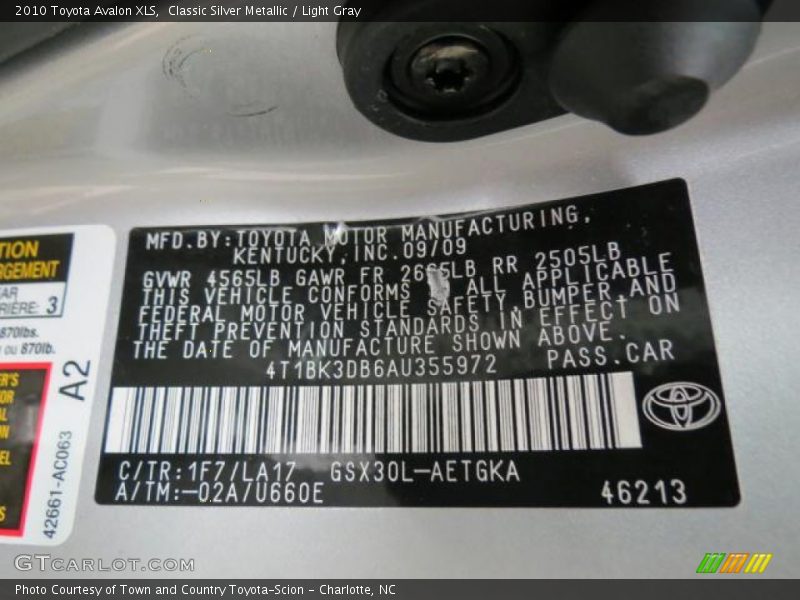 2010 Toyota Avalon XLS, Classic Silver Metallic / Light Gray
MFD.BY:TOYOTA MOTOR MANUFACTURING,
KENTUCKY,INC.09/09
GVWR 4565LB GAWR FR 2665LB RR 2505LB
THIS VEHICLE CONFORMS ALL APPLICABLE
FEDERAL MOTOR VEHICLE SAFETY,BUMPER,AND
THEFT PREVENTION STANDARDS IN EFFECT ON
THE DATE OF MANUFACTURE SHOWN ABOVE.
4T1BK3DB6AU355972 PASS.CAR
C/TR:1F7/LA17 GSX30L-AETGKA
A/TM:-02A/U660E
46213
3
870lbs.
ou 870lb.
A2
42661-AC063
GTCARLOT.COM
Photo Courtesy of Town and Country Toyota-Scion - Charlotte, NC